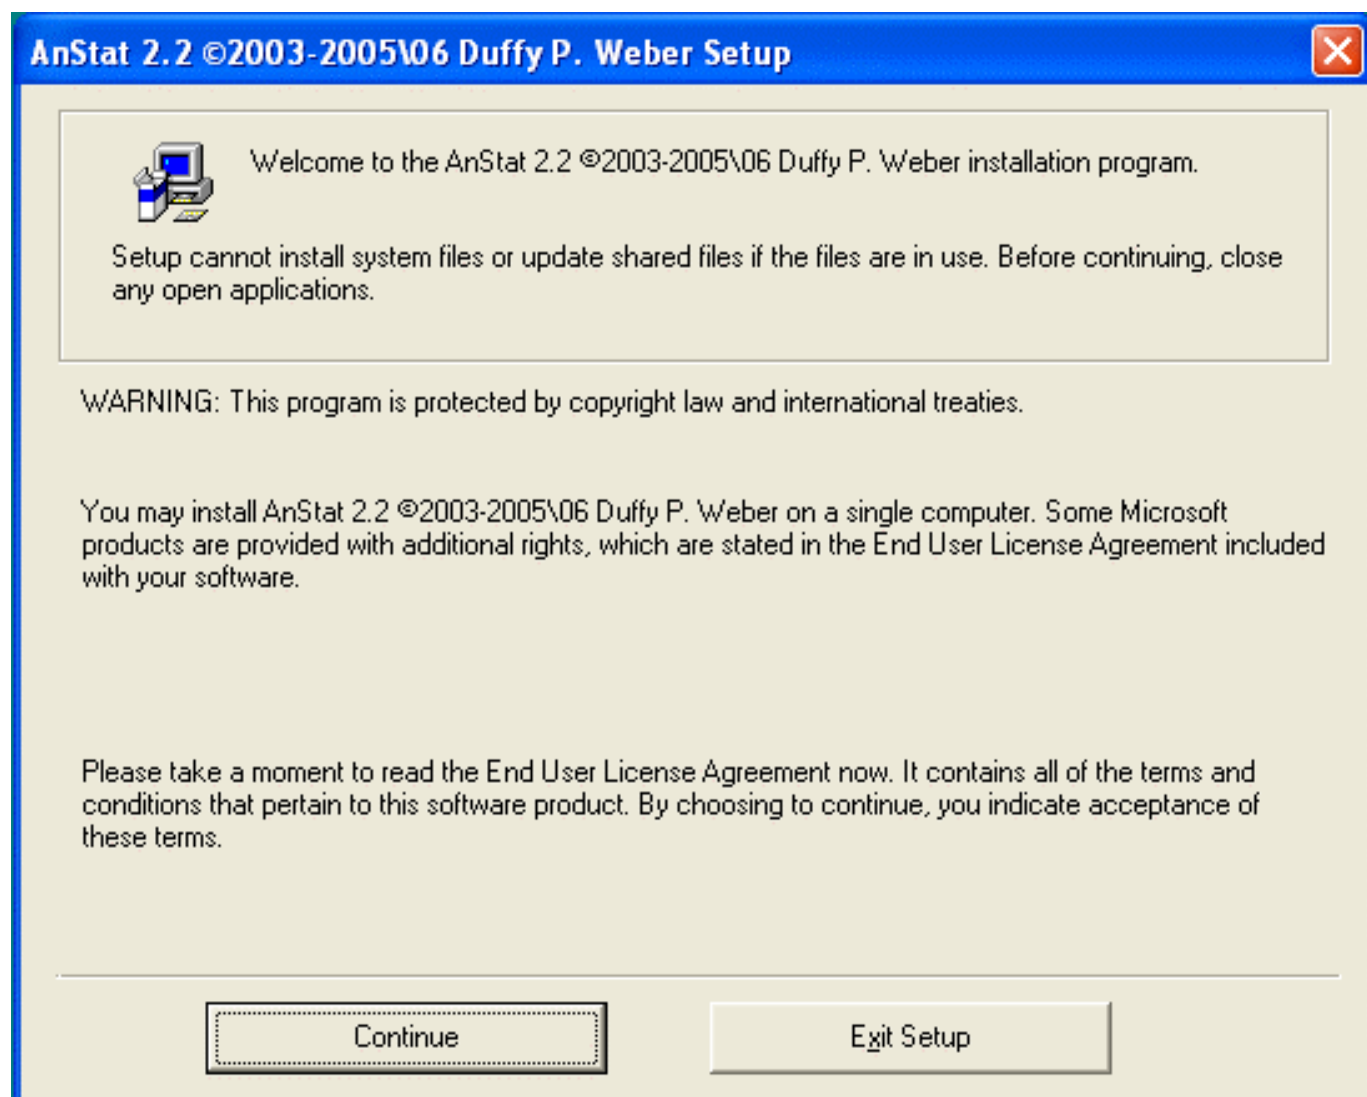 AnStat 2.2 ©2003-2005\06 Duffy P. Weber Setup
Welcome to the AnStat 2.2 ©2003-2005\06 Duffy P. Weber installation program.
Setup cannot install system files or update shared files if the files are in use. Before continuing, close
any open applications.
WARNING: This program is protected by copyright law and international treaties.
You may install AnStat 2.2 ©2003-2005\06 Duffy P. Weber on a single computer. Some Microsoft
products are provided with additional rights, which are stated in the End User License Agreement included
with your software.
Please take a moment to read the End User License Agreement now. It contains all of the terms and
conditions that pertain to this software product. By choosing to continue, you indicate acceptance of
these terms.
Continue
Exit Setup